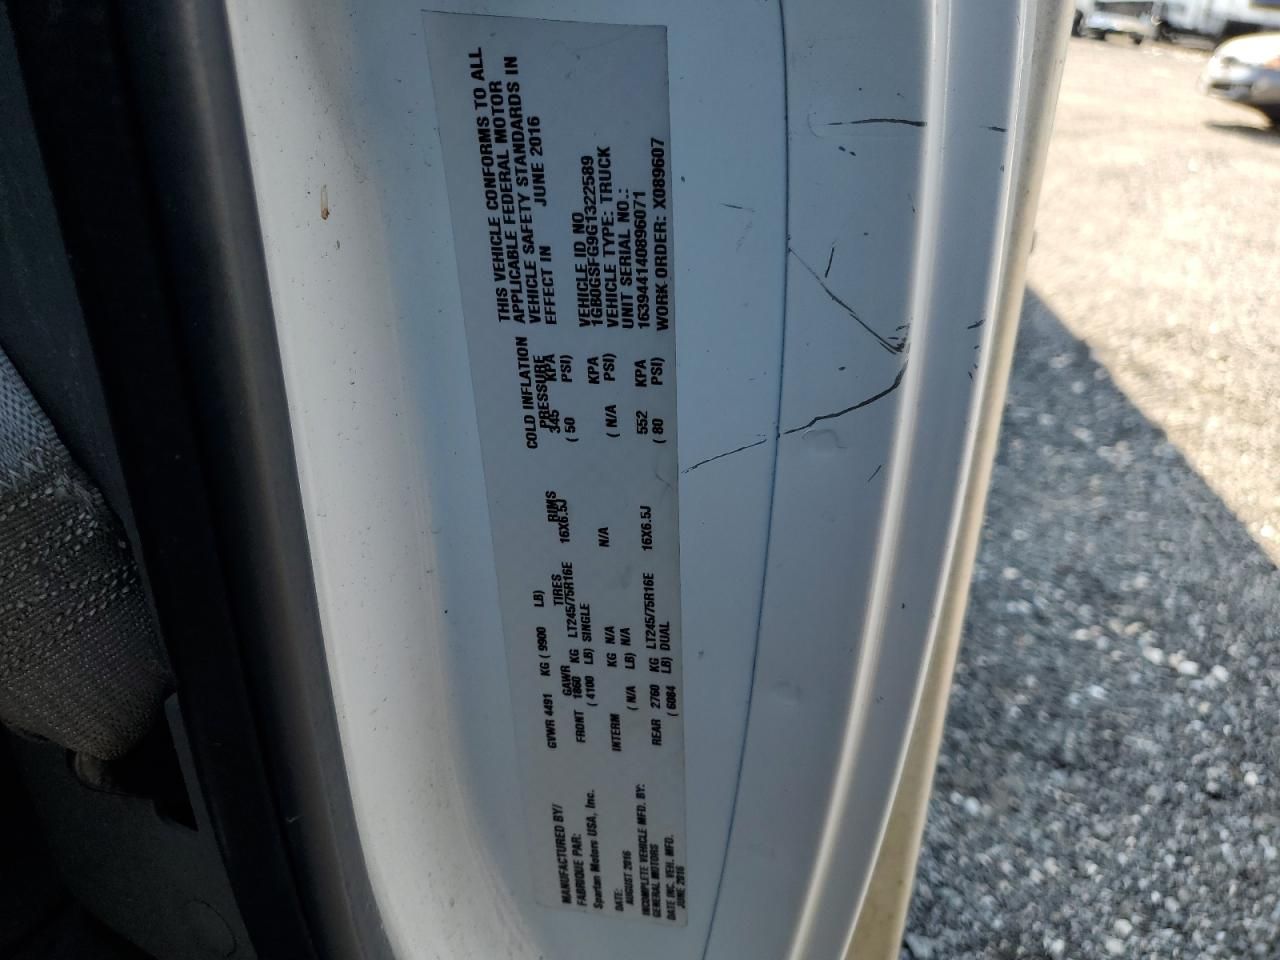 MANUFACTURED BY/
FABRIQUE PAR:
Spartan Motors USA, Inc.
DATE:
AUGUST 2016
INCOMPLETE VEHICLE MFD. BY:
GENERAL MOTORS
DATE INC. VEH. MFD.
JUNE 2016
GVWR 4491 KG ( 9900 LB)
GAWR TIRES RIMS
FRONT 1860 KG LT245/75R16E 16X6.5J
( 4100 LB) SINGLE
INTERM KG N/A N/A
( N/A LB) N/A
REAR 2760 KG LT245/75R16E 16X6.5J
( 6084 LB) DUAL
COLD INFLATION
PRESSURE
345 KPA
( 50 PSI)
KPA
( N/A PSI)
552 KPA
( 80 PSI)
THIS VEHICLE CONFORMS TO ALL
APPLICABLE FEDERAL MOTOR
VEHICLE SAFETY STANDARDS IN
EFFECT IN JUNE 2016
VEHICLE ID NO
1GB0GSFG9G1322589
VEHICLE TYPE: TRUCK
UNIT SERIAL NO.:
1639444140896071
WORK ORDER: X089607